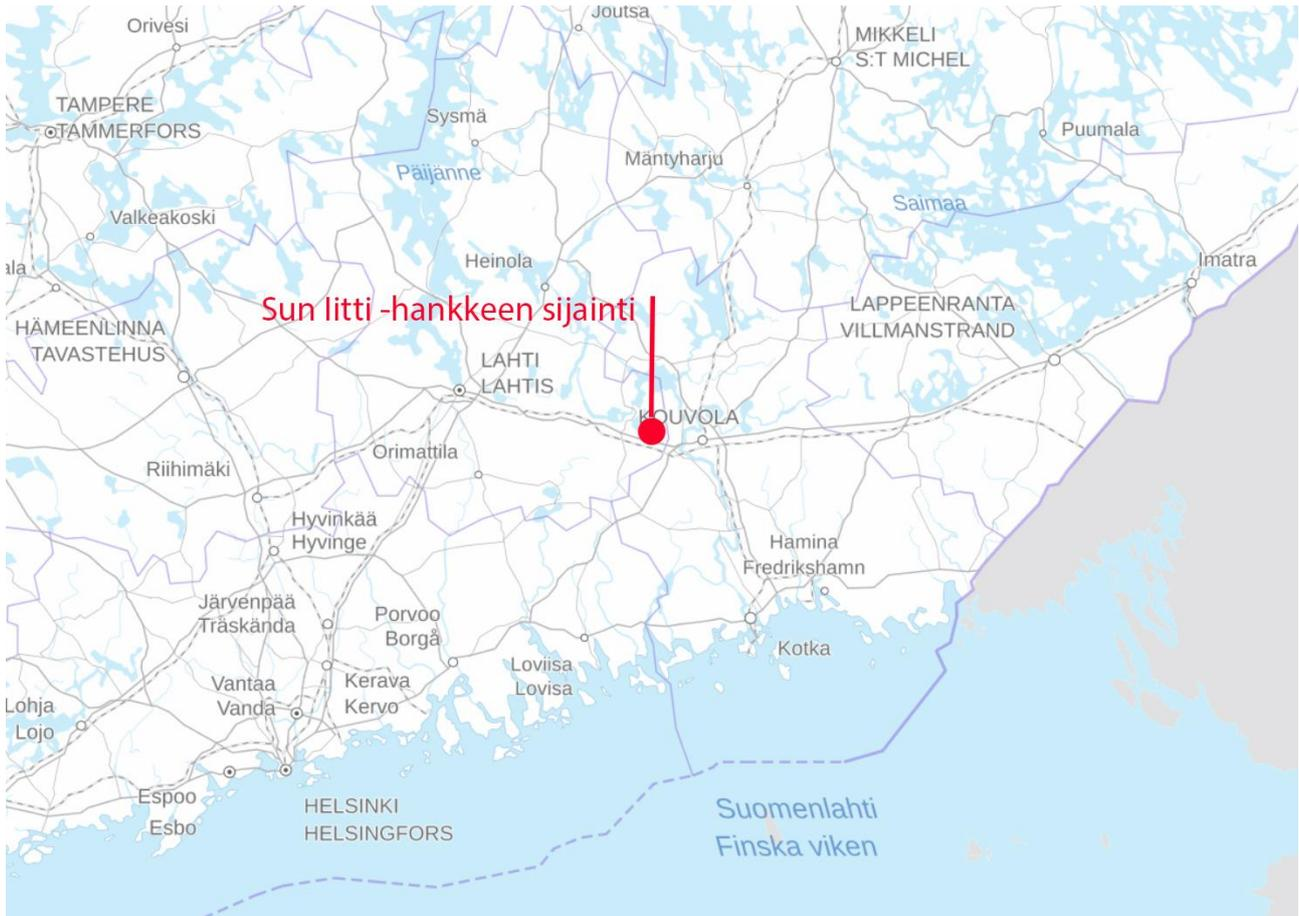 Orivesi
Joutsa
MIKKELI
S:T MICHEL
TAMPERE
TAMMERFORS
Sysmä
Puumala
Mäntyharju
Päijänne
Saimaa
Valkeakoski
Heinola
Imatra
ala
Sun Iitti -hankkeen sijainti
LAPPEENRANTA
VILLMANSTRAND
HÄMEENLINNA
TAVASTEHUS
LAHTI
LAHTIS
KOUVOLA
Orimattila
Riihimäki
Hyvinkää
Hyvinge
Hamina
Fredrikshamn
Järvenpää
Träskända
Porvoo
Borgå
Kotka
Loviisa
Lovisa
Vantaa
Vanda
Kerava
Kervo
Lohja
Lojo
Espoo
Esbo
HELSINKI
HELSINGFORS
Suomenlahti
Finska viken